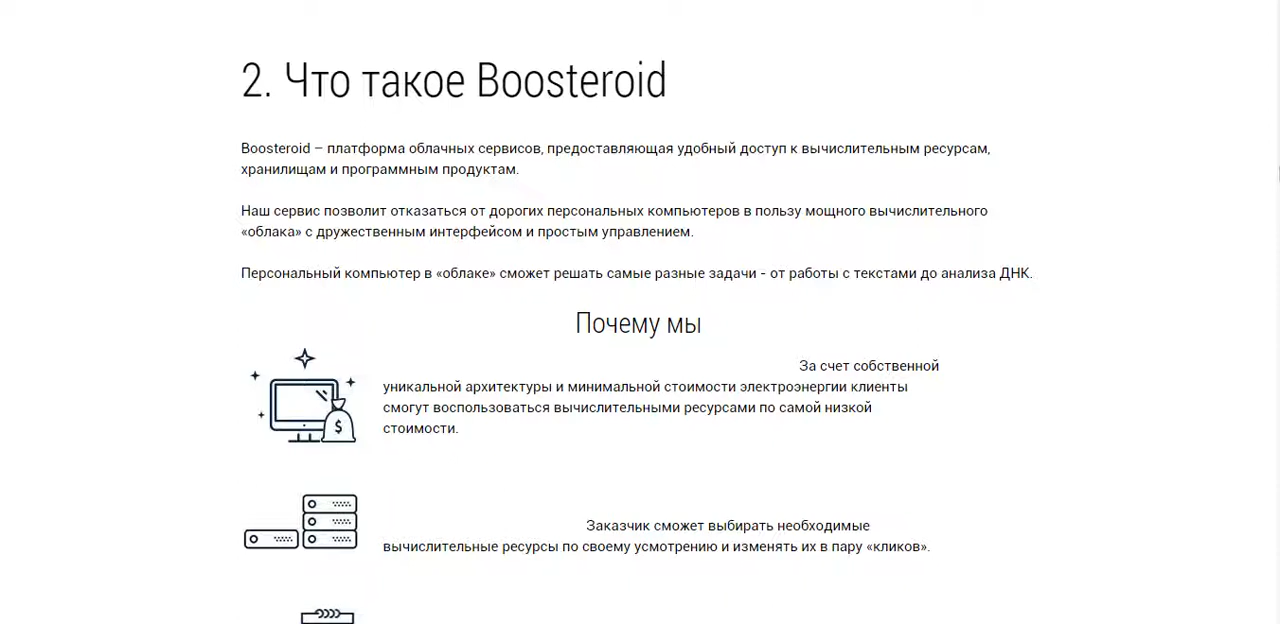 2. Что такое Boosteroid
Boosteroid – платформа облачных сервисов, предоставляющая удобный доступ к вычислительным ресурсам,
хранилищам и программным продуктам.
Наш сервис позволит отказаться от дорогих персональных компьютеров в пользу мощного вычислительного
«облака» с дружественным интерфейсом и простым управлением.
Персональный компьютер в «облаке» сможет решать самые разные задачи - от работы с текстами до анализа ДНК.
Почему мы
За счет собственной
уникальной архитектуры и минимальной стоимости электроэнергии клиенты
смогут воспользоваться вычислительными ресурсами по самой низкой
стоимости.
$
Заказчик сможет выбирать необходимые
вычислительные ресурсы по своему усмотрению и изменять их в пару «кликов».